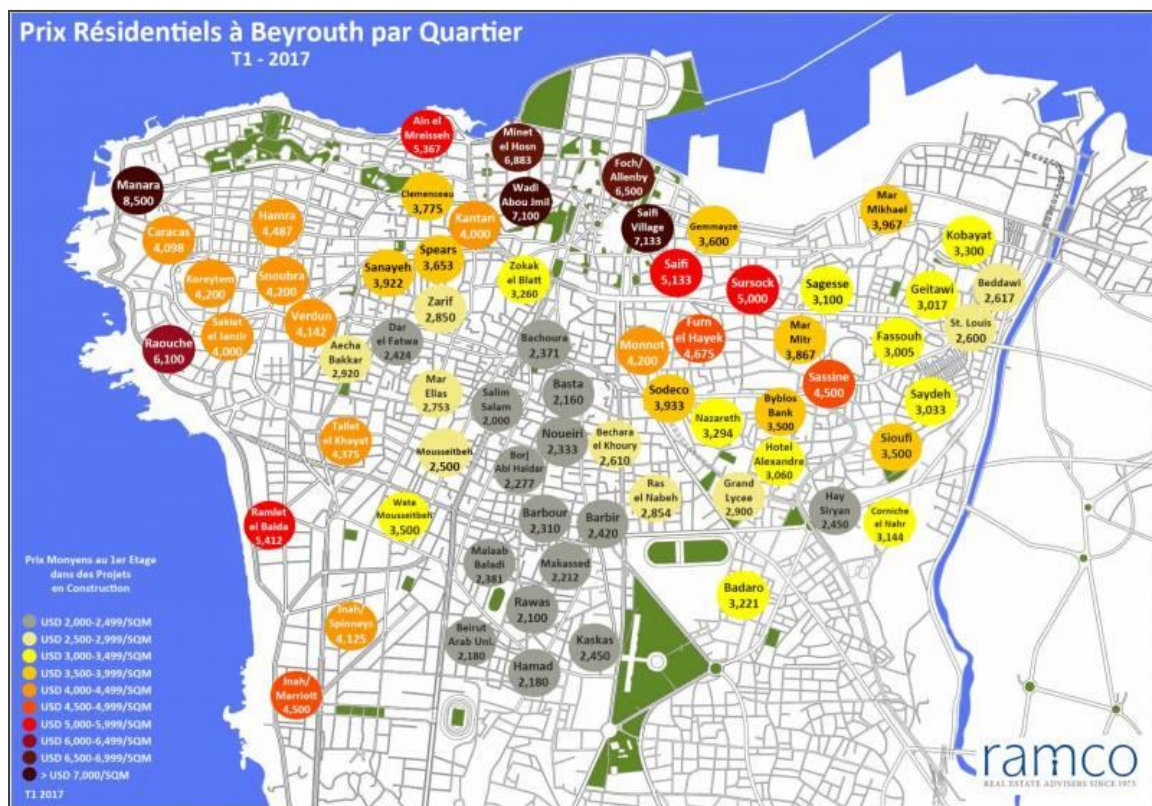 Prix Résidentiels à Beyrouth par Quartier
T1 - 2017
Ain el
Mreisseh
5,367
Minet
el Hosn
6,883
Foch/
Allenby
6,500
Manara
8,500
Clemenceau
3,775
Wadi
Abou Jmil
7,100
Mar
Mikhael
3,967
Caracas
4,098
Hamra
4,487
Kantari
4,000
Saifi
Village
7,133
Gemmayze
3,600
Kobayat
3,300
Koreytem
4,200
Snoubra
4,200
Sanayeh
3,922
Spears
3,653
Zokak
el Blatt
3,260
Saifi
5,133
Sursock
5,000
Sagesse
3,100
Geitawi
3,017
Beddawi
2,617
Zarif
2,850
Verdun
4,142
Sakiet
el Janzir
4,000
Raouche
6,100
Aecha
Bakkar
2,920
Dar
el Fatwa
2,424
Bachoura
2,371
Monnot
4,200
Furn
el Hayek
4,675
Mar
Mitr
3,867
Fassouh
3,005
St. Louis
2,600
Mar
Elias
2,753
Salim
Salam
2,000
Basta
2,160
Sodeco
3,933
Nazareth
3,294
Byblos
Bank
3,500
Sassine
4,500
Saydeh
3,033
Tallet
el Khayat
4,375
Mousseitbeh
2,500
Noueiri
2,333
Borj
Abi Haidar
2,277
Bechara
el Khoury
2,610
Hotel
Alexandre
3,060
Sioufi
3,500
Ramlet
el Baida
5,412
Wata
Mousseitbeh
3,500
Barbour
2,310
Barbir
2,420
Ras
el Nabeh
2,854
Grand
Lycee
2,900
Hay
Siryan
2,450
Corniche
el Nahr
3,144
Malaab
Baladi
2,381
Makassed
2,212
Badaro
3,221
Rawas
2,100
Jnah/
Spinneys
4,125
Beirut
Arab Uni.
2,180
Kaskas
2,450
Hamad
2,180
Jnah/
Marriott
4,500
Prix Monyens au 1er Etage
dans des Projets
en Construction
USD 2,000-2,499/SQM
USD 2,500-2,999/SQM
USD 3,000-3,499/SQM
USD 3,500-3,999/SQM
USD 4,000-4,499/SQM
USD 4,500-4,999/SQM
USD 5,000-5,999/SQM
USD 6,000-6,499/SQM
USD 6,500-6,999/SQM
> USD 7,000/SQM
T1 2017
ramco
REAL ESTATE ADVISERS SINCE 1973